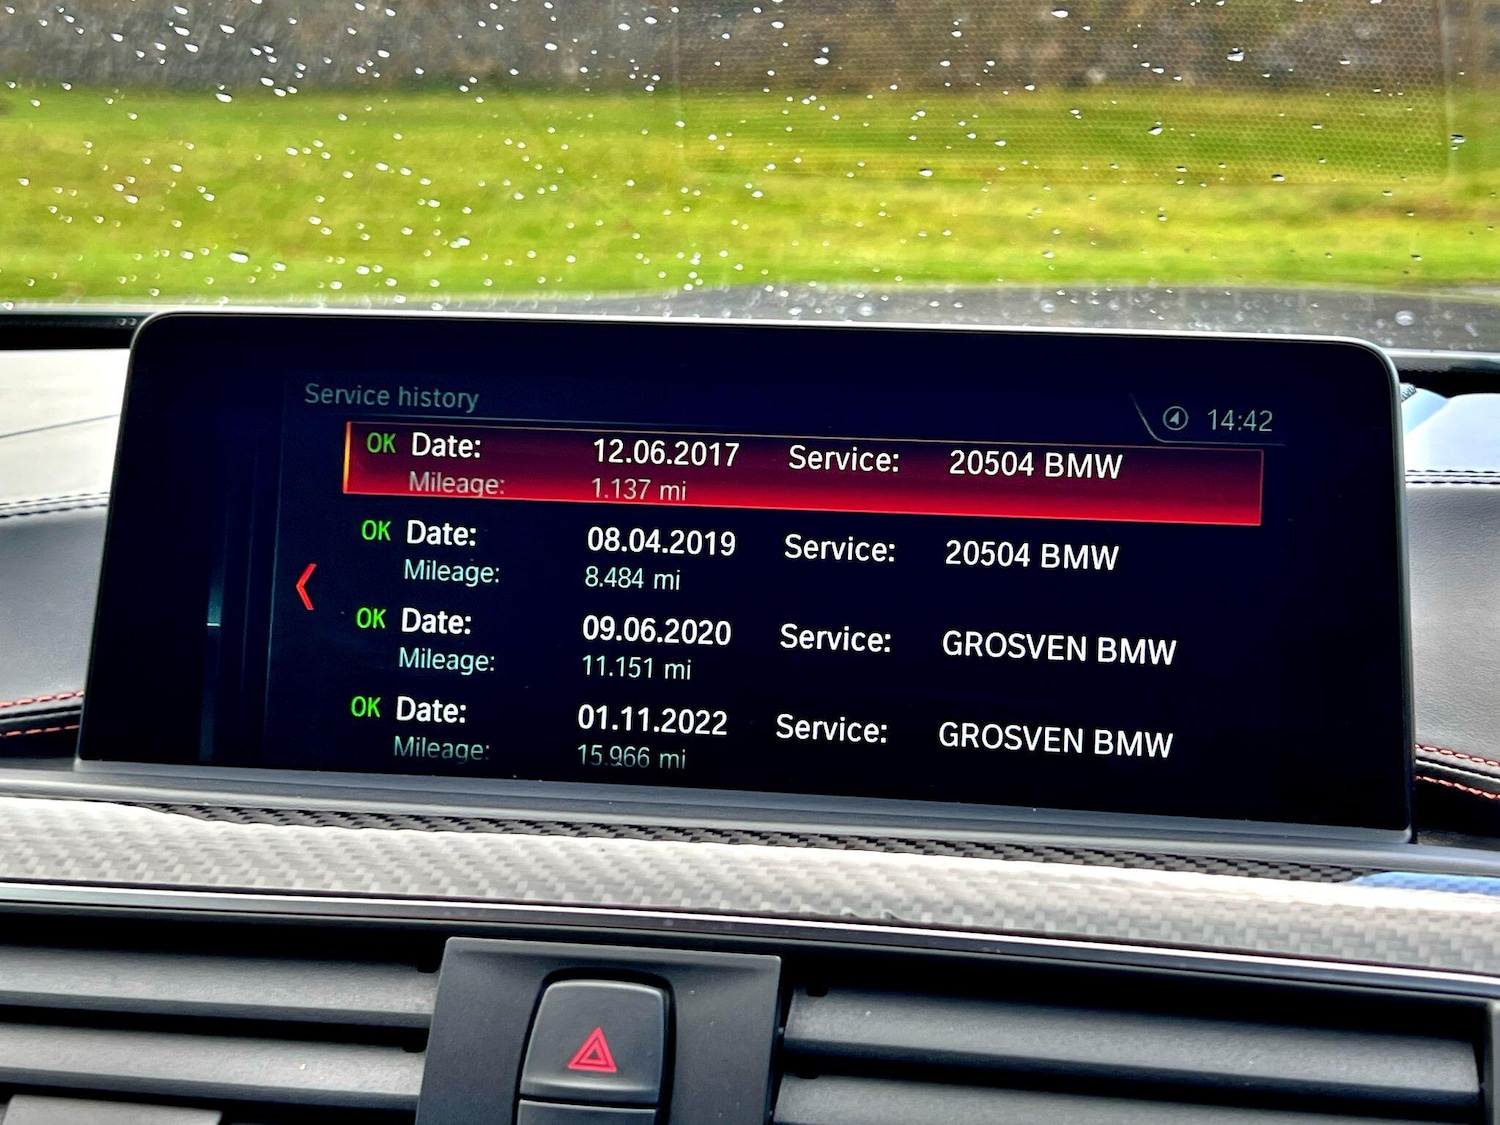 Service history
14:42
OK Date: 12.06.2017 Service: 20504 BMW
Mileage: 1.137 mi
OK Date: 08.04.2019 Service: 20504 BMW
Mileage: 8.484 mi
OK Date: 09.06.2020 Service: GROSVEN BMW
Mileage: 11.151 mi
OK Date: 01.11.2022 Service: GROSVEN BMW
Mileage: 15.966 mi